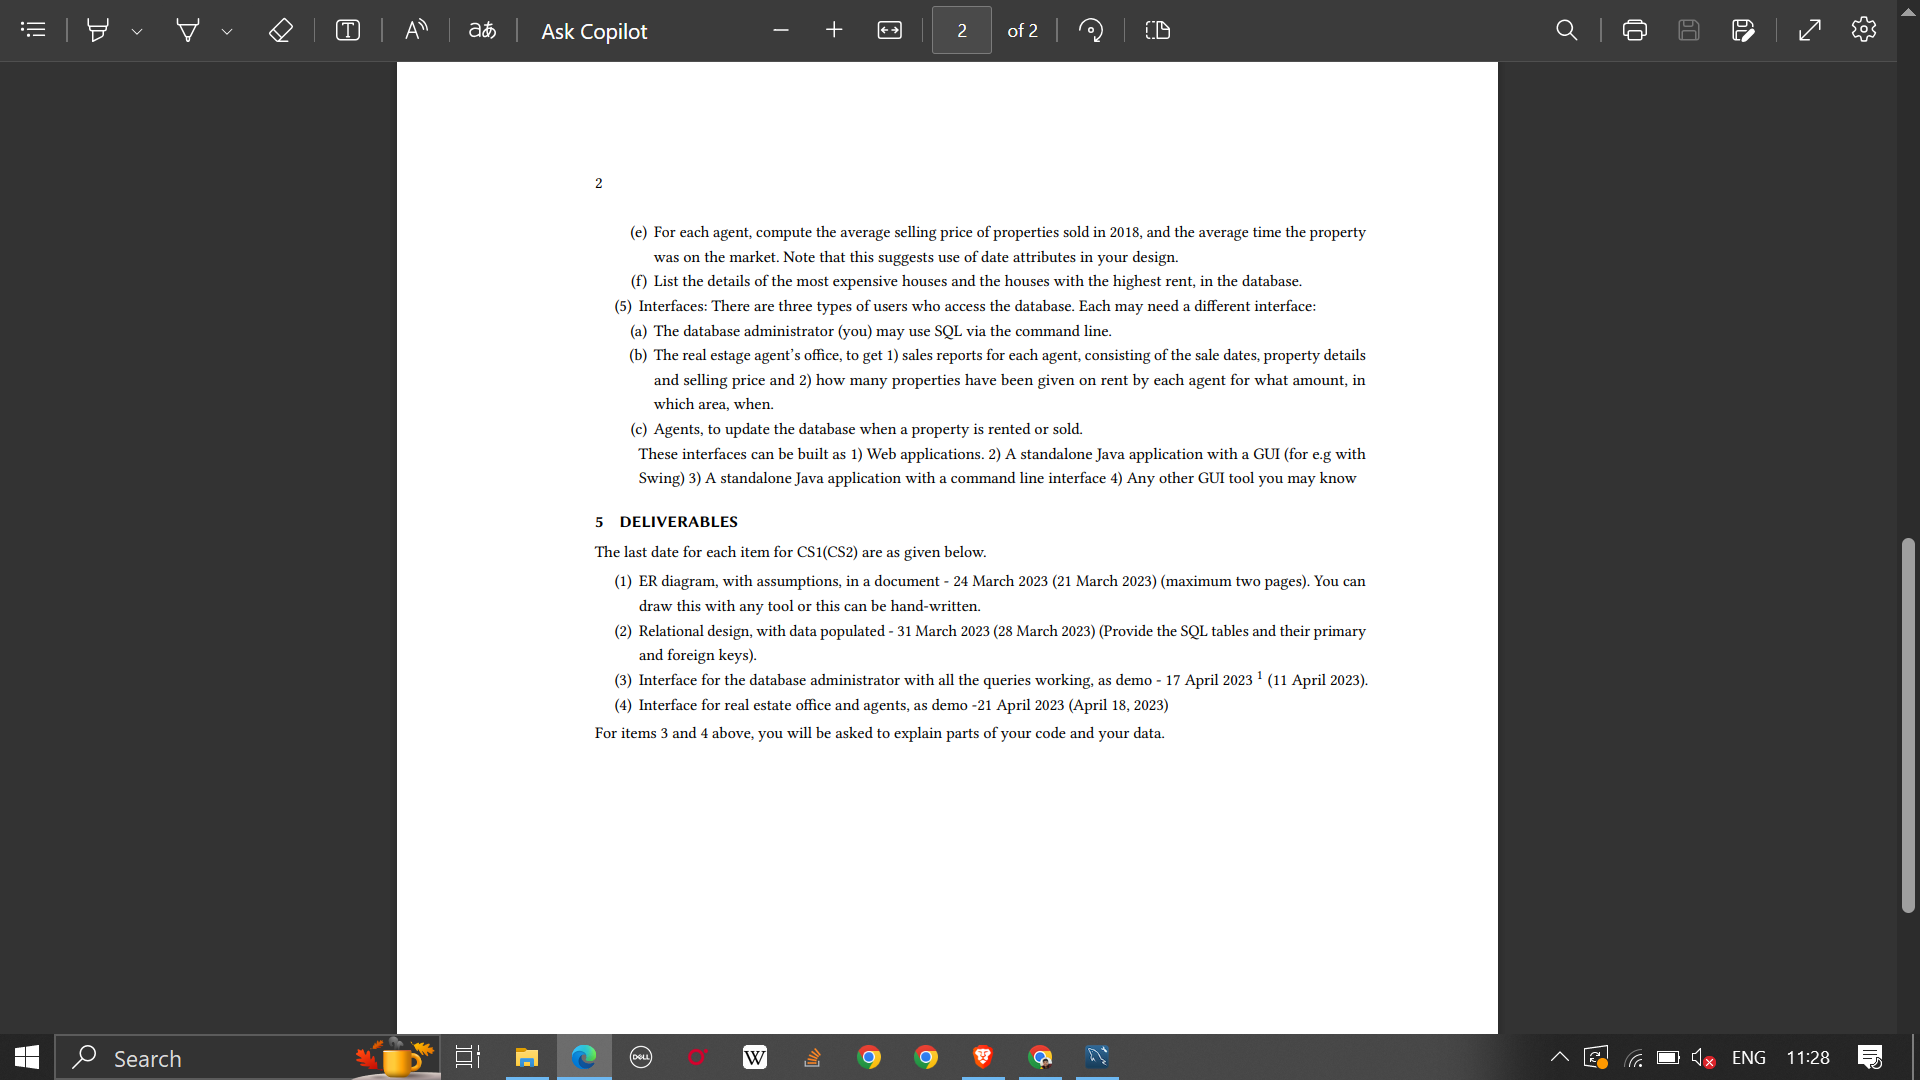 Ask Copilot
2
of 2
2
(e) For each agent, compute the average selling price of properties sold in 2018, and the average time the property
was on the market. Note that this suggests use of date attributes in your design.
(f) List the details of the most expensive houses and the houses with the highest rent, in the database.
(5) Interfaces: There are three types of users who access the database. Each may need a different interface:
(a) The database administrator (you) may use SQL via the command line.
(b) The real estage agent's office, to get 1) sales reports for each agent, consisting of the sale dates, property details
and selling price and 2) how many properties have been given on rent by each agent for what amount, in
which area, when.
(c) Agents, to update the database when a property is rented or sold.
These interfaces can be built as 1) Web applications. 2) A standalone Java application with a GUI (for e.g with
Swing) 3) A standalone Java application with a command line interface 4) Any other GUI tool you may know
5 DELIVERABLES
The last date for each item for CS1(CS2) are as given below.
(1) ER diagram, with assumptions, in a document - 24 March 2023 (21 March 2023) (maximum two pages). You can
draw this with any tool or this can be hand-written.
(2) Relational design, with data populated - 31 March 2023 (28 March 2023) (Provide the SQL tables and their primary
and foreign keys).
(3) Interface for the database administrator with all the queries working, as demo - 17 April 2023 1 (11 April 2023).
(4) Interface for real estate office and agents, as demo -21 April 2023 (April 18, 2023)
For items 3 and 4 above, you will be asked to explain parts of your code and your data.
Search
DELL
W
ENG
11:28